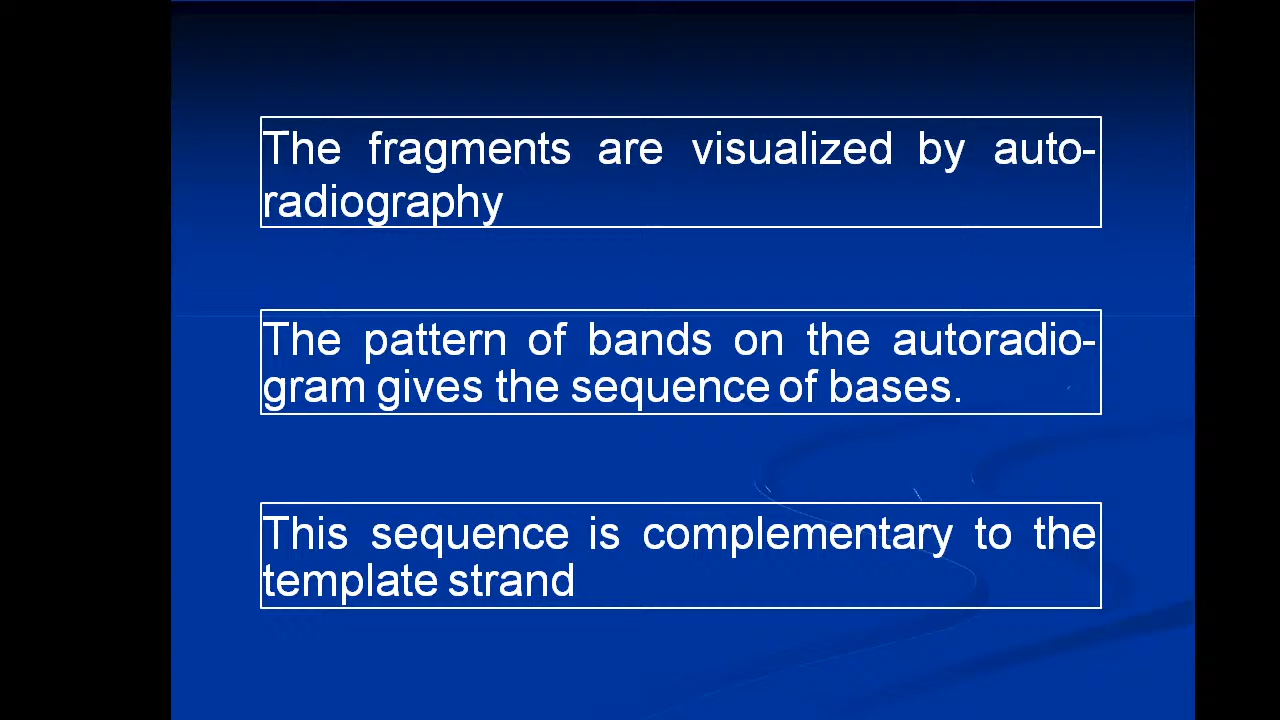 The fragments are visualized by auto-
radiography
The pattern of bands on the autoradio-
gram gives the sequence of bases.
This sequence is complementary to the
template strand